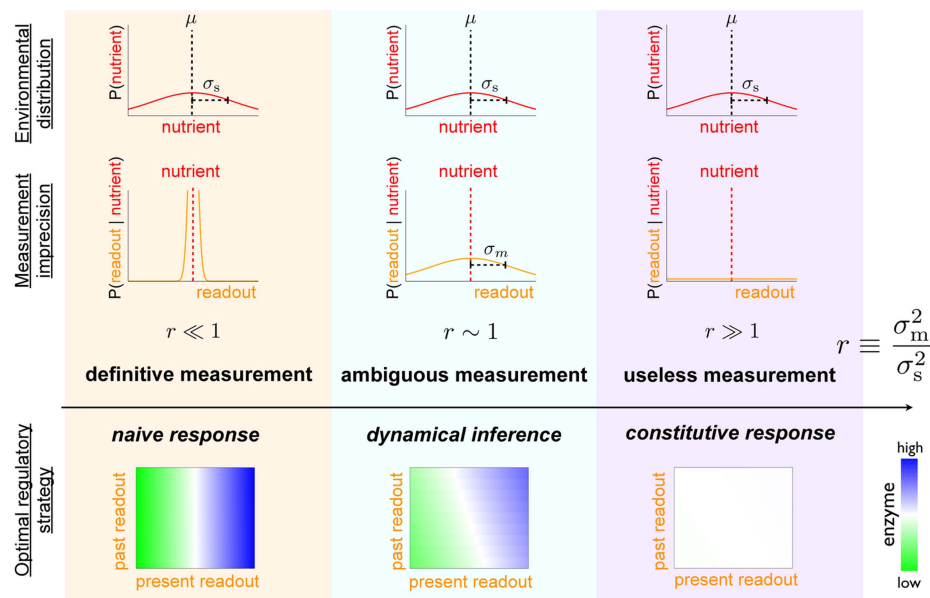 Environmental
distribution
P(nutrient)
μ
σs
nutrient
P(nutrient)
μ
σs
nutrient
P(nutrient)
μ
σs
nutrient
Measurement
imprecision
P(readout | nutrient)
nutrient
readout
P(readout | nutrient)
nutrient
σm
readout
P(readout | nutrient)
nutrient
readout
r ≪ 1
r ∼ 1
r ≫ 1
r ≡ σ²m / σ²s
definitive measurement
ambiguous measurement
useless measurement
Optimal regulatory
strategy
naive response
dynamical inference
constitutive response
past readout
present readout
past readout
present readout
past readout
present readout
high
enzyme
low